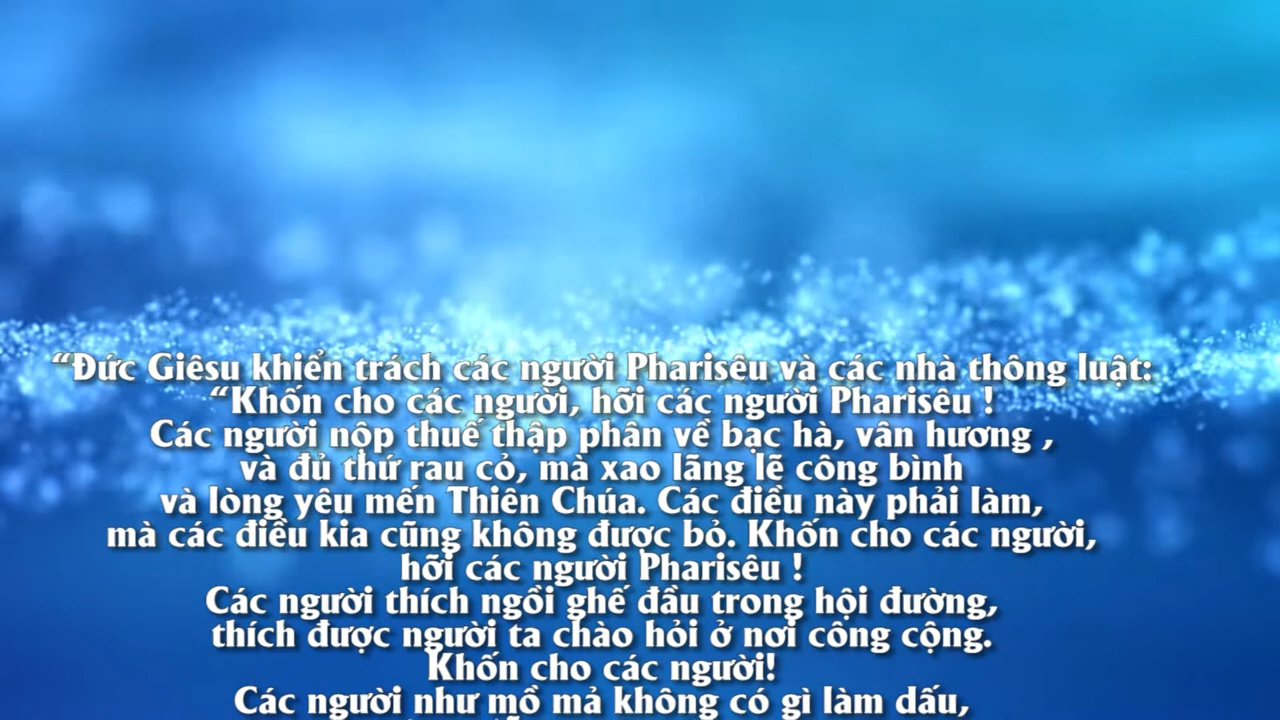 “Đức Giêsu khiển trách các người Pharisêu và các nhà thông luật:
“Khốn cho các người, hỡi các người Pharisêu !
Các người nộp thuế thập phân về bạc hà, vân hương ,
và đủ thứ rau cỏ, mà xao lãng lẽ công bình
và lòng yêu mến Thiên Chúa. Các điều này phải làm,
mà các điều kia cũng không được bỏ. Khốn cho các người,
hỡi các người Pharisêu !
Các người thích ngồi ghế đầu trong hội đường,
thích được người ta chào hỏi ở nơi công cộng.
Khốn cho các người!
Các người như mồ mả không có gì làm dấu,